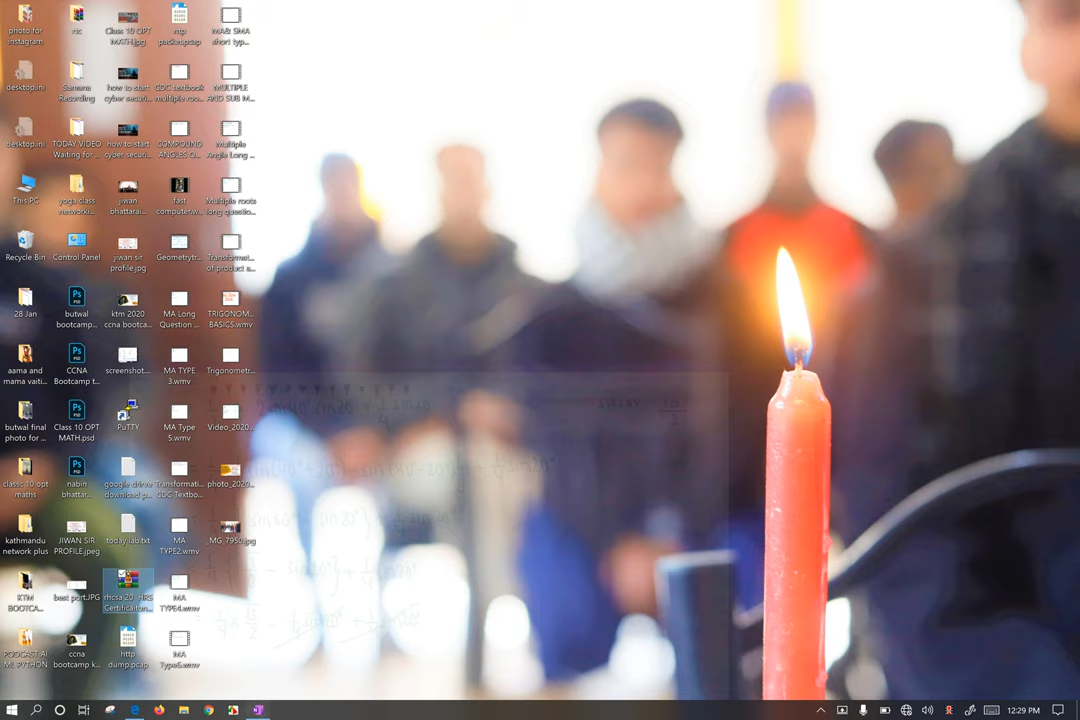 photo for
instagram
desktop.ini
desktop.ini
This PC
Recycle Bin
28 Jan
aama and
mama vaiti...
butwal final
photo for ...
classc 10 opt
maths
kathmandu
network plus
KTM
BOOTCA...
PODCAST AI
ML PYTHON
Sumana
Recording
TODAY VIDEO
Waiting for ...
yoga class
networki...
Control Panel
butwal
bootcamp...
CCNA
Bootcamp t...
Class 10 OPT
MATH.psd
nabin
bhattar...
JIWAN SIR
PROFILE.jpeg
best port.JPG
ccna
bootcamp k...
Class 10 OPT
MATH.jpg
how to start
cyber securi...
how to start
cyber securi...
jiwan
bhattarai...
jiwan sir
profile.jpg
ktm 2020
ccna bootca...
screenshot...
PuTTY
google drive
download p...
today lab.txt
rhcsa 20 HRS
Certificaiton...
http
dump.pcap
packet.pcap
CDC textbook
multiple roo...
COMPOUND
ANGLES O...
fast
computer.w...
Geometrytr...
MA Long
Question ...
MA TYPE
3.wmv
MA Type
5.wmv
Transformati...
CDC Textbo...
MA
TYPE2.wmv
MA
TYPE4.wmv
MA
Type6.wmv
MA& SMA
short typ...
MULTIPLE
AND SUB M...
Multiple
Angle Long ...
Multiple roots
long questio...
Transformat...
of product a...
TRIGONOM...
BASICS.wmv
Trigonometr...
Video_2020...
photo_2020...
_MG_7950.jpg
12:29 PM